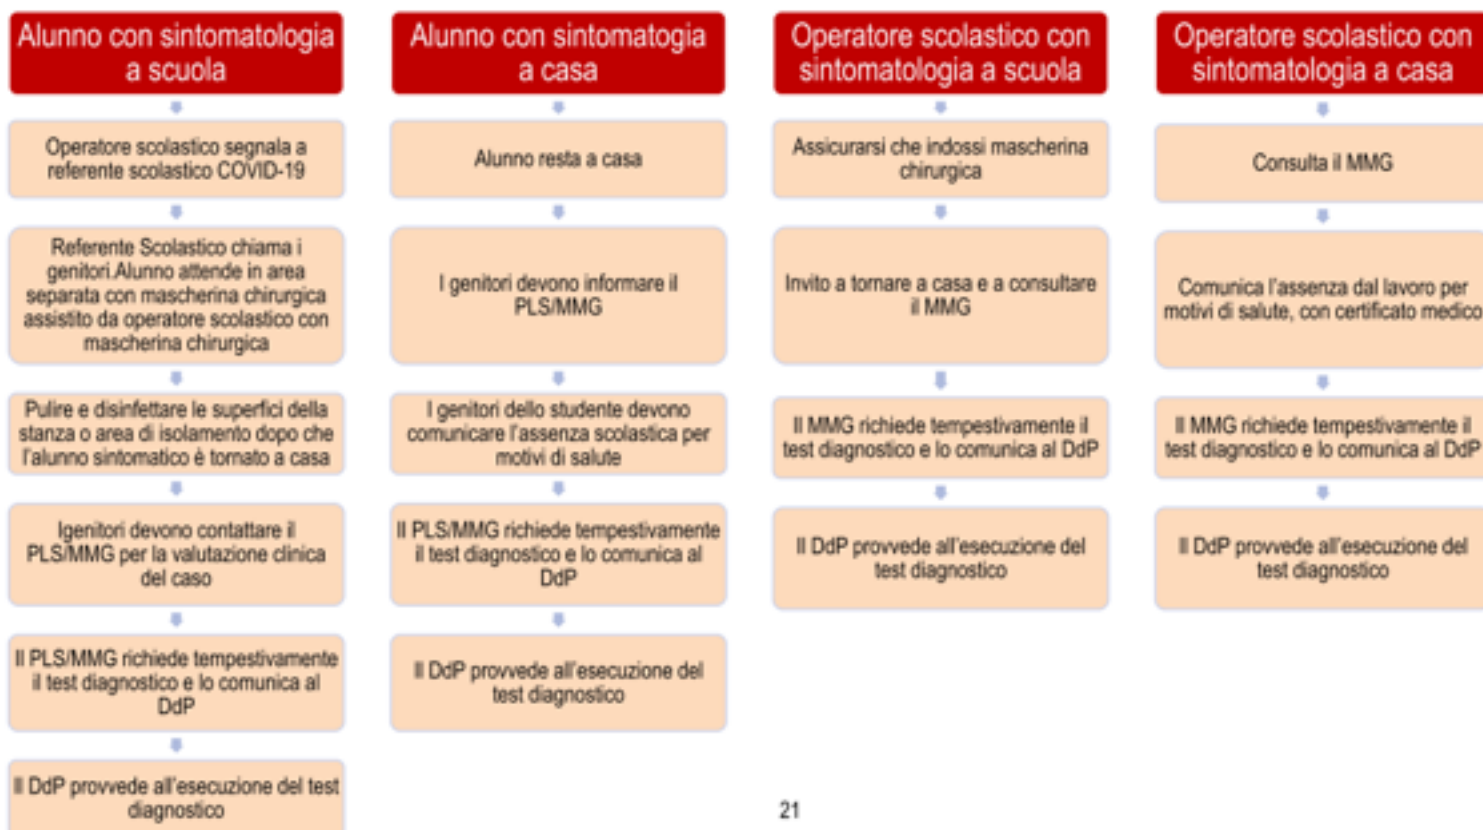 Alunno con sintomatologia
a scuola
Operatore scolastico segnala a
referente scolastico COVID-19
Referente Scolastico chiama i
genitori.Alunno attende in area
separata con mascherina chirurgica
assistito da operatore scolastico con
mascherina chirurgica
Pulire e disinfettare le superfici della
stanza o area di isolamento dopo che
l'alunno sintomatico è tornato a casa
Igenitori devono contattare il
PLS/MMG per la valutazione clinica
del caso
Il PLS/MMG richiede tempestivamente
il test diagnostico e lo comunica al
DdP
Il DdP provvede all'esecuzione del test
diagnostico
Alunno con sintomatogia
a casa
Alunno resta a casa
I genitori devono informare il
PLS/MMG
I genitori dello studente devono
comunicare l'assenza scolastica per
motivi di salute
Il PLS/MMG richiede tempestivamente
il test diagnostico e lo comunica al
DdP
Il DdP provvede all'esecuzione del
test diagnostico
Operatore scolastico con
sintomatologia a scuola
Assicurarsi che indossi mascherina
chirurgica
Invito a tornare a casa e a consultare
il MMG
Il MMG richiede tempestivamente il
test diagnostico e lo comunica al DdP
Il DdP provvede all'esecuzione del
test diagnostico
Operatore scolastico con
sintomatologia a casa
Consulta il MMG
Comunica l'assenza dal lavoro per
motivi di salute, con certificato medico
Il MMG richiede tempestivamente il
test diagnostico e lo comunica al DdP
Il DdP provvede all'esecuzione del
test diagnostico
21